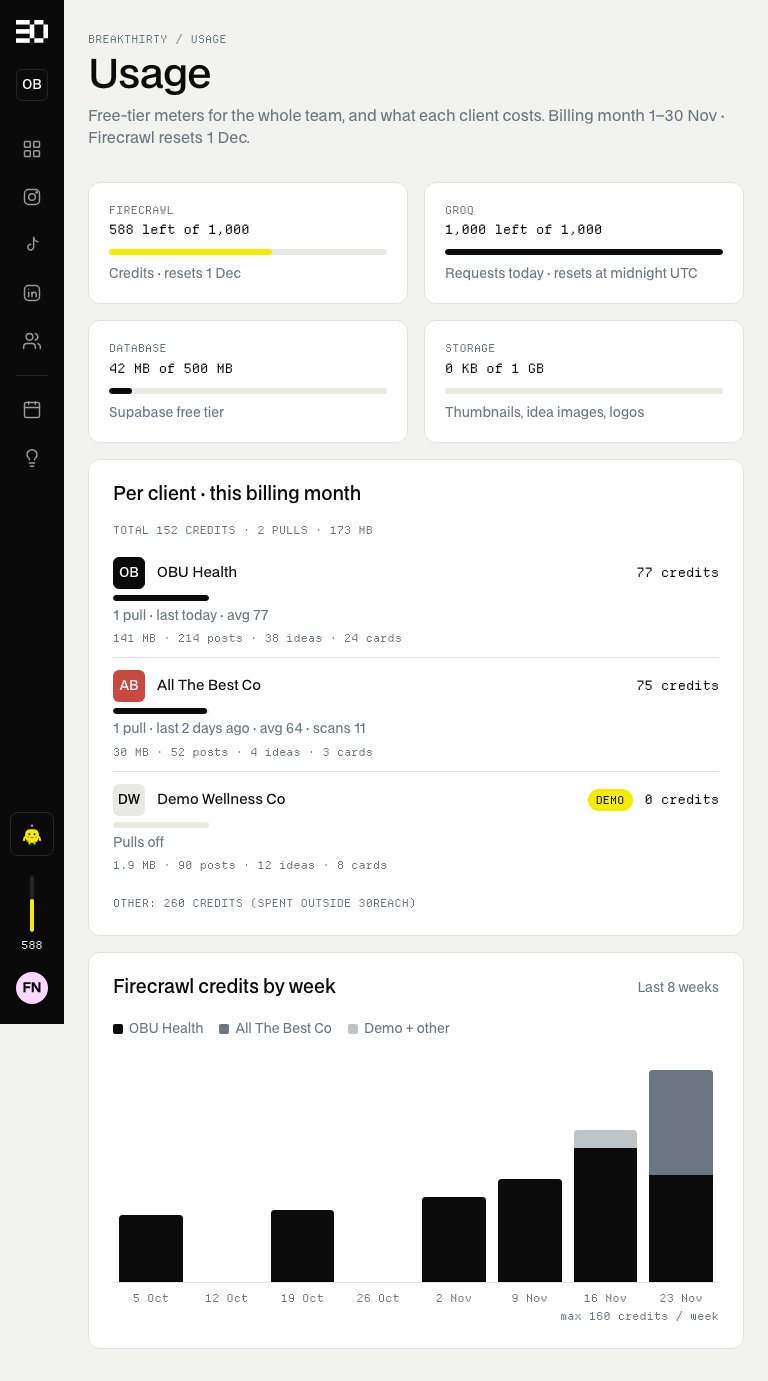 30
OB
588
FN
BREAKTHIRTY / USAGE
Usage
Free-tier meters for the whole team, and what each client costs. Billing month 1–30 Nov ·
Firecrawl resets 1 Dec.
FIRECRAWL
588 left of 1,000
Credits · resets 1 Dec
GROQ
1,000 left of 1,000
Requests today · resets at midnight UTC
DATABASE
42 MB of 500 MB
Supabase free tier
STORAGE
0 KB of 1 GB
Thumbnails, idea images, logos
Per client · this billing month
TOTAL 152 CREDITS · 2 PULLS · 173 MB
OB OBU Health 77 credits
1 pull · last today · avg 77
141 MB · 214 posts · 38 ideas · 24 cards
AB All The Best Co 75 credits
1 pull · last 2 days ago · avg 64 · scans 11
30 MB · 52 posts · 4 ideas · 3 cards
DW Demo Wellness Co DEMO 0 credits
Pulls off
1.9 MB · 90 posts · 12 ideas · 8 cards
OTHER: 260 CREDITS (SPENT OUTSIDE 30REACH)
Firecrawl credits by week Last 8 weeks
OBU Health All The Best Co Demo + other
5 Oct 12 Oct 19 Oct 26 Oct 2 Nov 9 Nov 16 Nov 23 Nov
max 160 credits / week